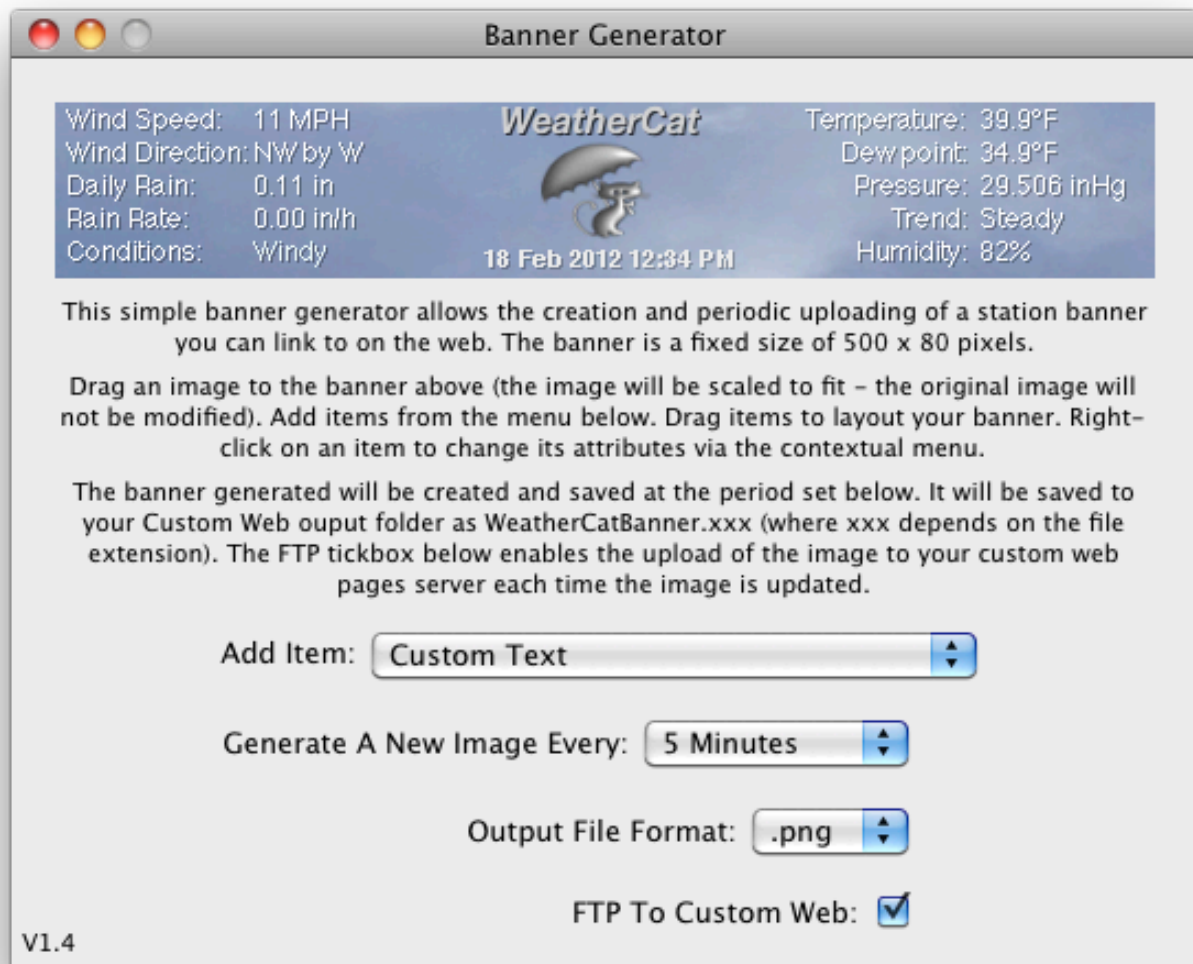 Banner Generator
Wind Speed: 11 MPH
Wind Direction: NW by W
Daily Rain: 0.11 in
Rain Rate: 0.00 in/h
Conditions: Windy
WeatherCat
18 Feb 2012 12:34 PM
Temperature: 39.9°F
Dewpoint: 34.9°F
Pressure: 29.506 inHg
Trend: Steady
Humidity: 82%
This simple banner generator allows the creation and periodic uploading of a station banner
you can link to on the web. The banner is a fixed size of 500 x 80 pixels.
Drag an image to the banner above (the image will be scaled to fit – the original image will
not be modified). Add items from the menu below. Drag items to layout your banner. Right-
click on an item to change its attributes via the contextual menu.
The banner generated will be created and saved at the period set below. It will be saved to
your Custom Web ouput folder as WeatherCatBanner.xxx (where xxx depends on the file
extension). The FTP tickbox below enables the upload of the image to your custom web
pages server each time the image is updated.
Add Item: Custom Text
Generate A New Image Every: 5 Minutes
Output File Format: .png
FTP To Custom Web:
V1.4